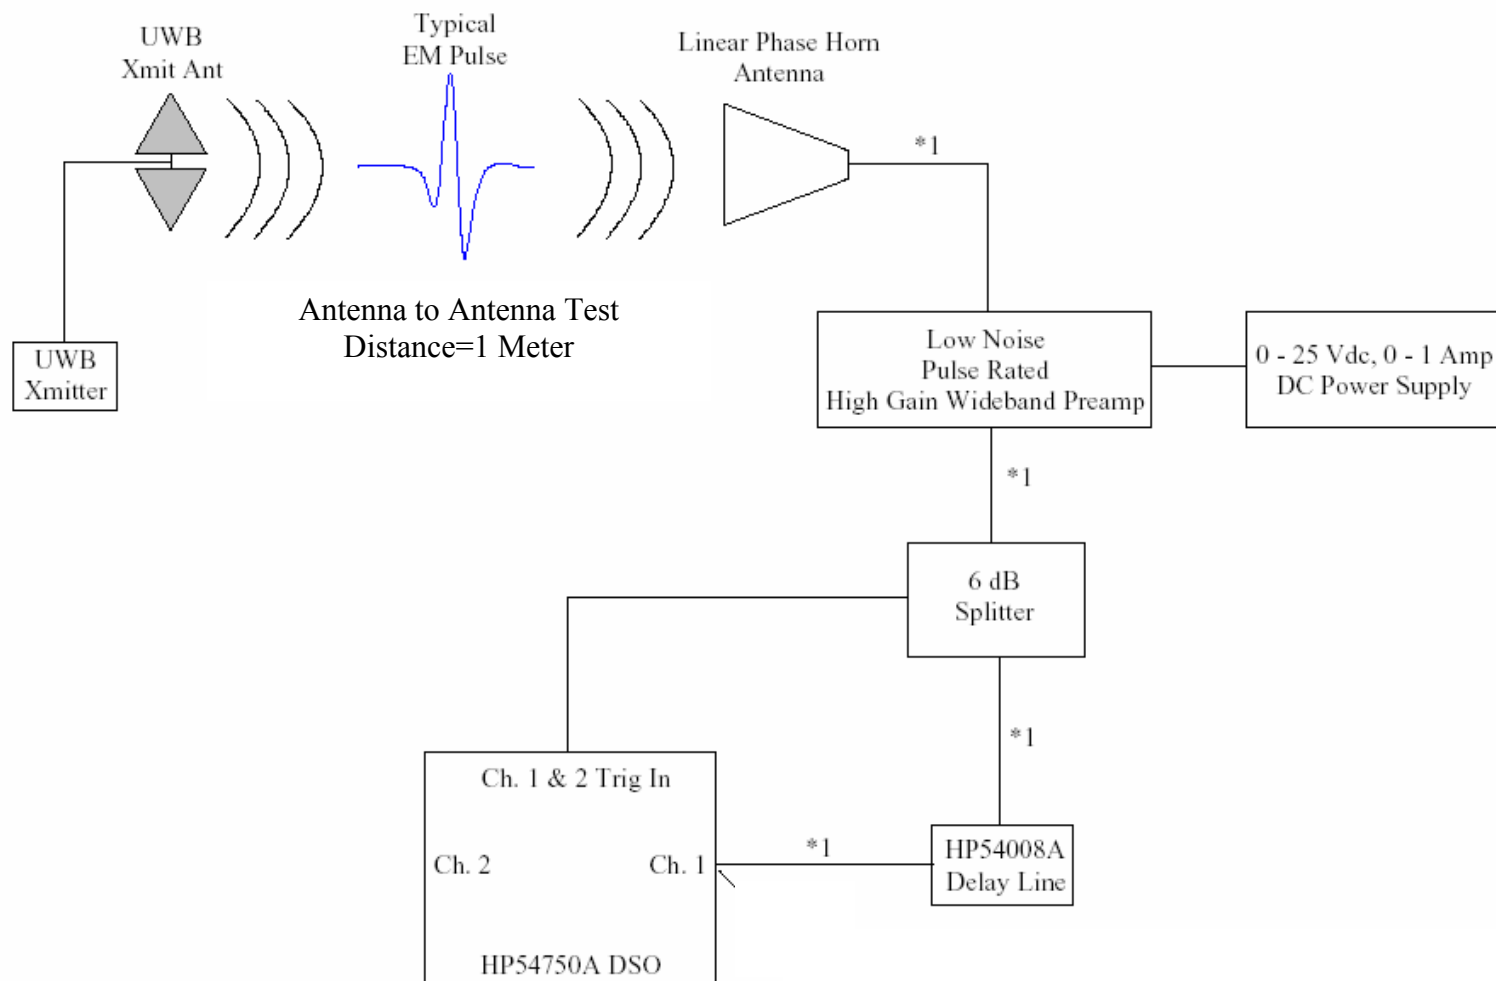 UWB
Xmit Ant
Typical
EM Pulse
Linear Phase Horn
Antenna
*1
Antenna to Antenna Test
Distance=1 Meter
UWB
Xmitter
Low Noise
Pulse Rated
High Gain Wideband Preamp
0 - 25 Vdc, 0 - 1 Amp
DC Power Supply
*1
6 dB
Splitter
*1
Ch. 1 & 2 Trig In
Ch. 2
Ch. 1
*1
HP54008A
Delay Line
HP54750A DSO